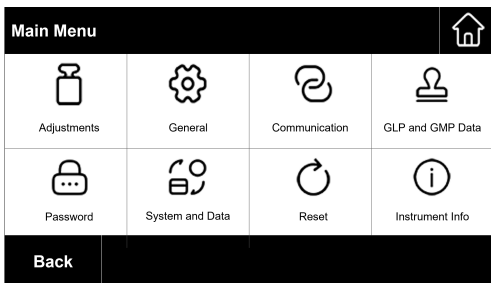 Main Menu
Adjustments
General
Communication
GLP and GMP Data
Password
System and Data
Reset
Instrument Info
Back